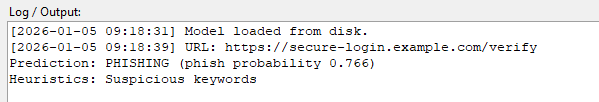 Log / Output:
[2026-01-05 09:18:31] Model loaded from disk.
[2026-01-05 09:18:39] URL: https://secure-login.example.com/verify
Prediction: PHISHING (phish probability 0.766)
Heuristics: Suspicious keywords